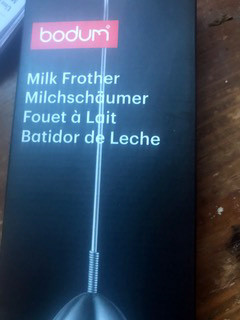 bodum
Milk Frother
Milchschäumer
Fouet à Lait
Batidor de Leche